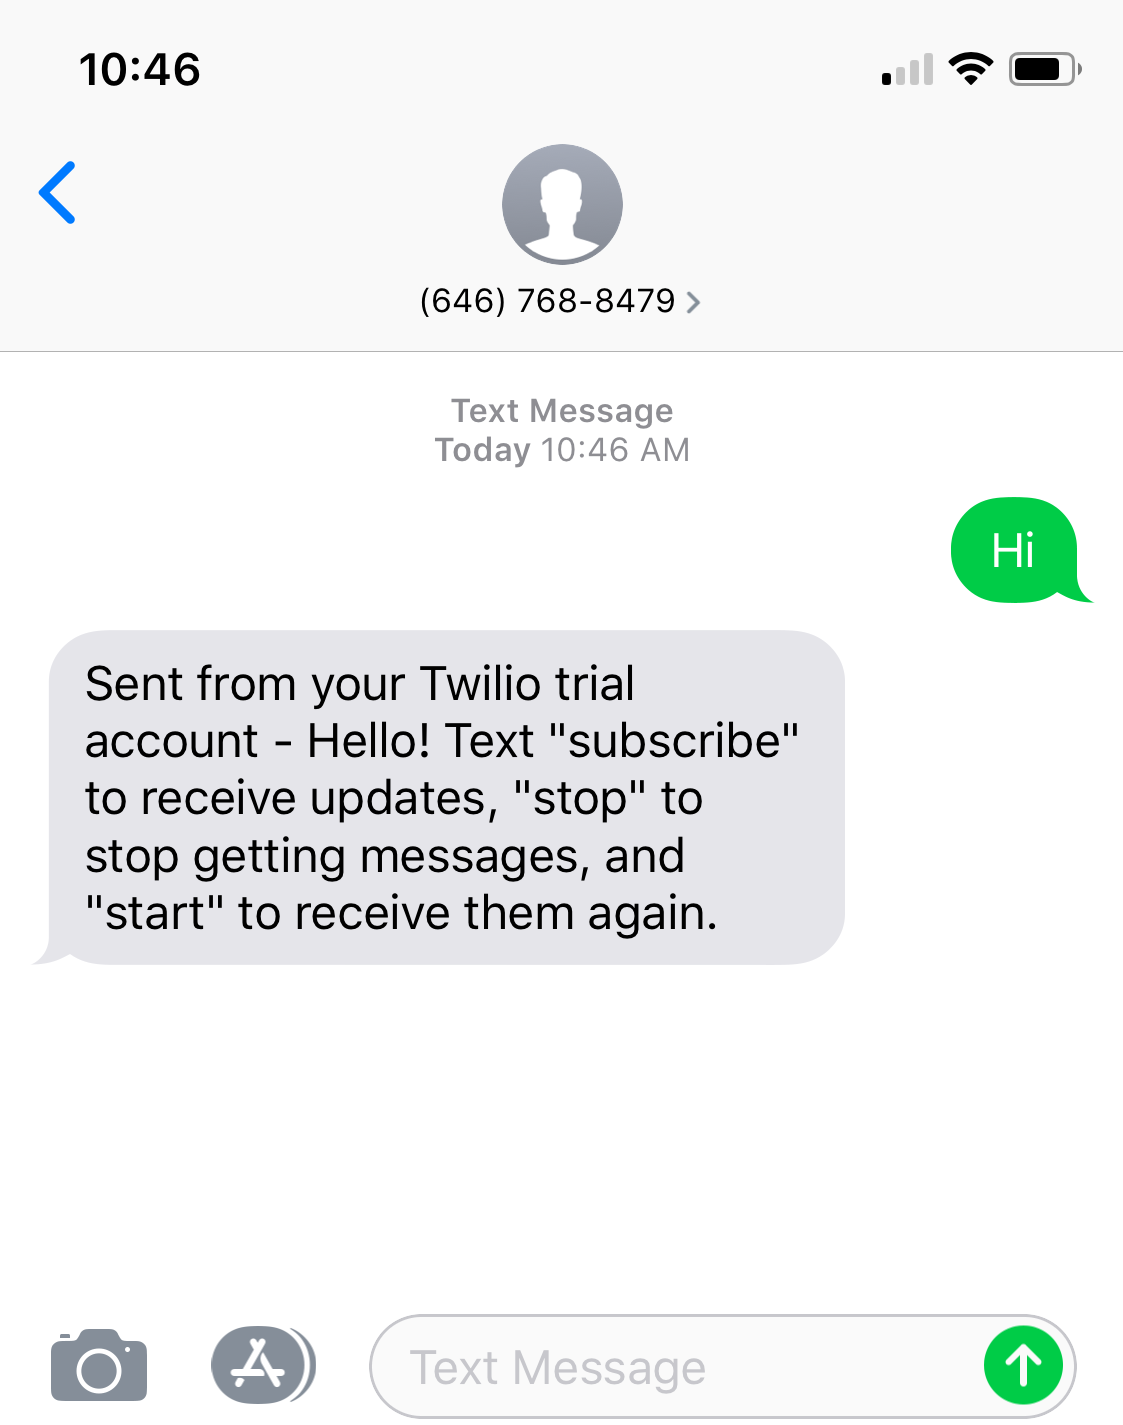 10:46
(646) 768-8479
Text Message
Today 10:46 AM
Hi
Sent from your Twilio trial
account - Hello! Text "subscribe"
to receive updates, "stop" to
stop getting messages, and
"start" to receive them again.
Text Message